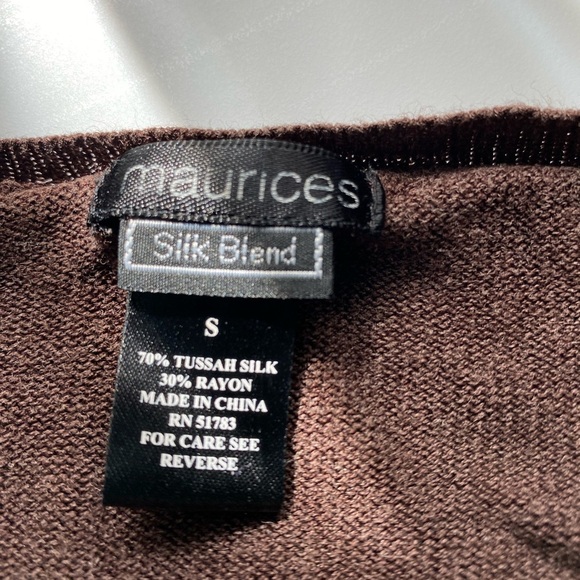 maurices
Silk Blend
S
70% TUSSAH SILK
30% RAYON
MADE IN CHINA
RN 51783
FOR CARE SEE
REVERSE